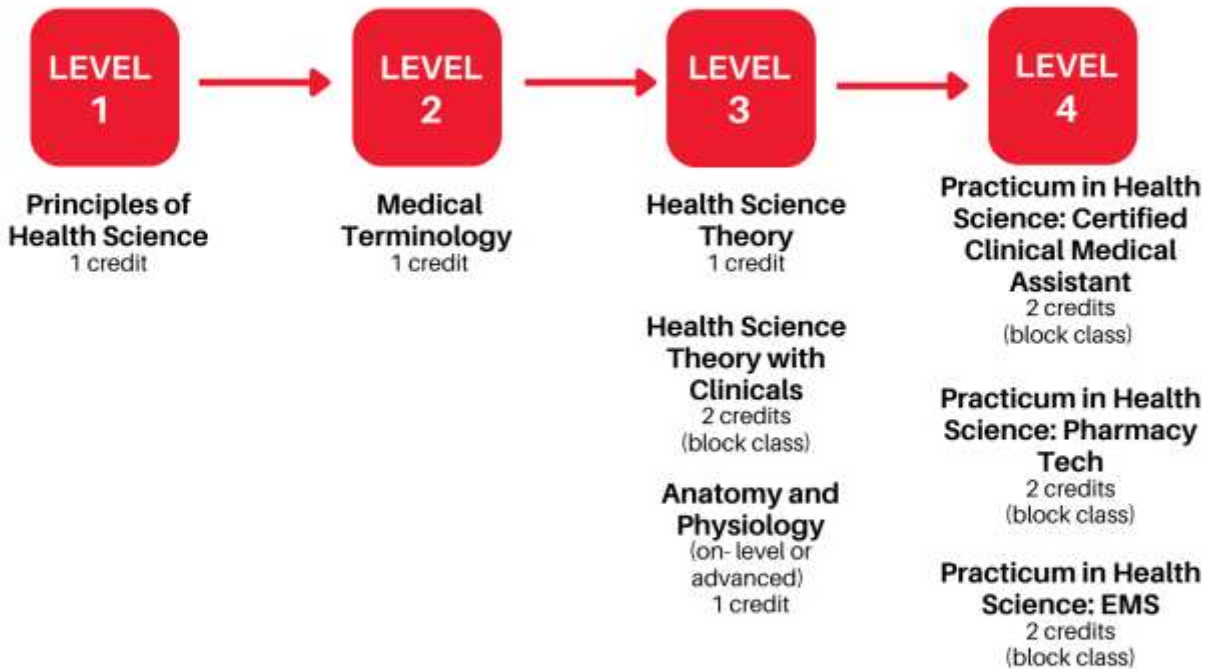 LEVEL
1
Principles of
Health Science
1 credit
LEVEL
2
Medical
Terminology
1 credit
LEVEL
3
Health Science
Theory
1 credit
Health Science
Theory with
Clinicals
2 credits
(block class)
Anatomy and
Physiology
(on- level or
advanced)
1 credit
LEVEL
4
Practicum in Health
Science: Certified
Clinical Medical
Assistant
2 credits
(block class)
Practicum in Health
Science: Pharmacy
Tech
2 credits
(block class)
Practicum in Health
Science: EMS
2 credits
(block class)